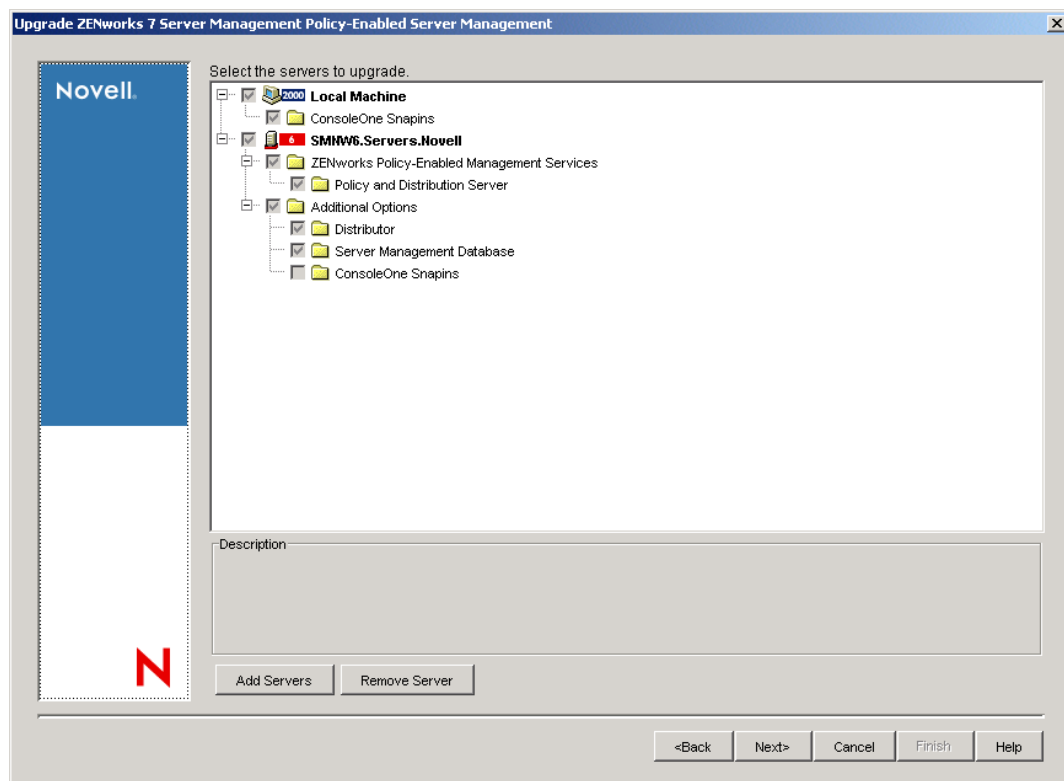 Upgrade ZENworks 7 Server Management Policy-Enabled Server Management
Novell.
Select the servers to upgrade.
2000 Local Machine
ConsoleOne Snapins
6 SMNW6.Servers.Novell
ZENworks Policy-Enabled Management Services
Policy and Distribution Server
Additional Options
Distributor
Server Management Database
ConsoleOne Snapins
Description
N
Add Servers Remove Server
<Back Next> Cancel Finish Help